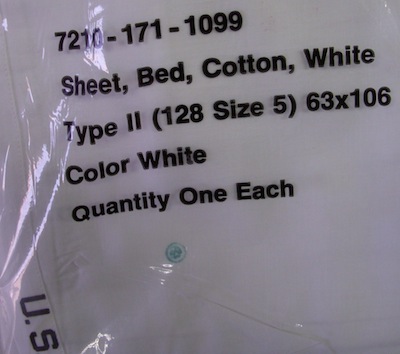 7210-171-1099
Sheet, Bed, Cotton, White
Type II (128 Size 5) 63x106
Color White
Quantity One Each
U.S